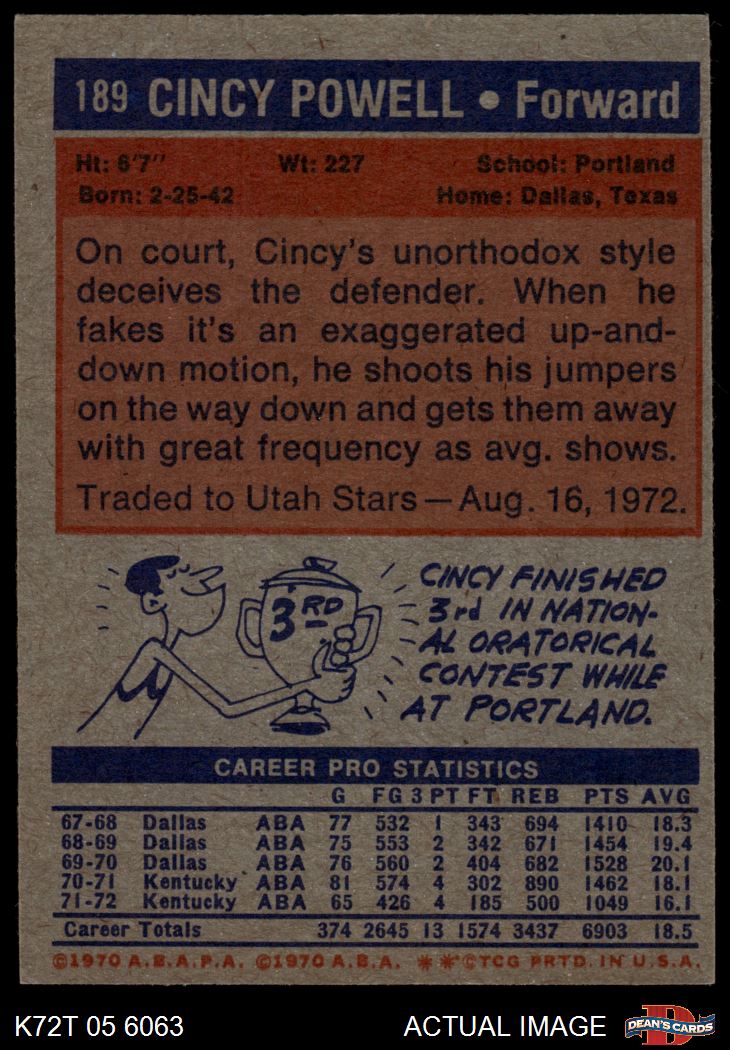 189 CINCY POWELL • Forward
Ht: 6'7" Wt: 227 School: Portland
Born: 2-25-42 Home: Dallas, Texas
On court, Cincy's unorthodox style
deceives the defender. When he
fakes it's an exaggerated up-and-
down motion, he shoots his jumpers
on the way down and gets them away
with great frequency as avg. shows.
Traded to Utah Stars—Aug. 16, 1972.
3RD
CINCY FINISHED
3rd IN NATION-
AL ORATORICAL
CONTEST WHILE
AT PORTLAND.
CAREER PRO STATISTICS
G FG 3PT FT REB PTS AVG
67-68 Dallas ABA 77 532 1 343 694 1410 18.3
68-69 Dallas ABA 75 553 2 342 671 1454 19.4
69-70 Dallas ABA 76 560 2 404 682 1528 20.1
70-71 Kentucky ABA 81 574 4 302 890 1462 18.1
71-72 Kentucky ABA 65 426 4 185 500 1049 16.1
Career Totals 374 2645 13 1574 3437 6903 18.5
©1970 A.B.A.P.A. ©1970 A.B.A. **©TCG PRTD. IN U.S.A.
K72T 05 6063 ACTUAL IMAGE D DEAN'S CARDS